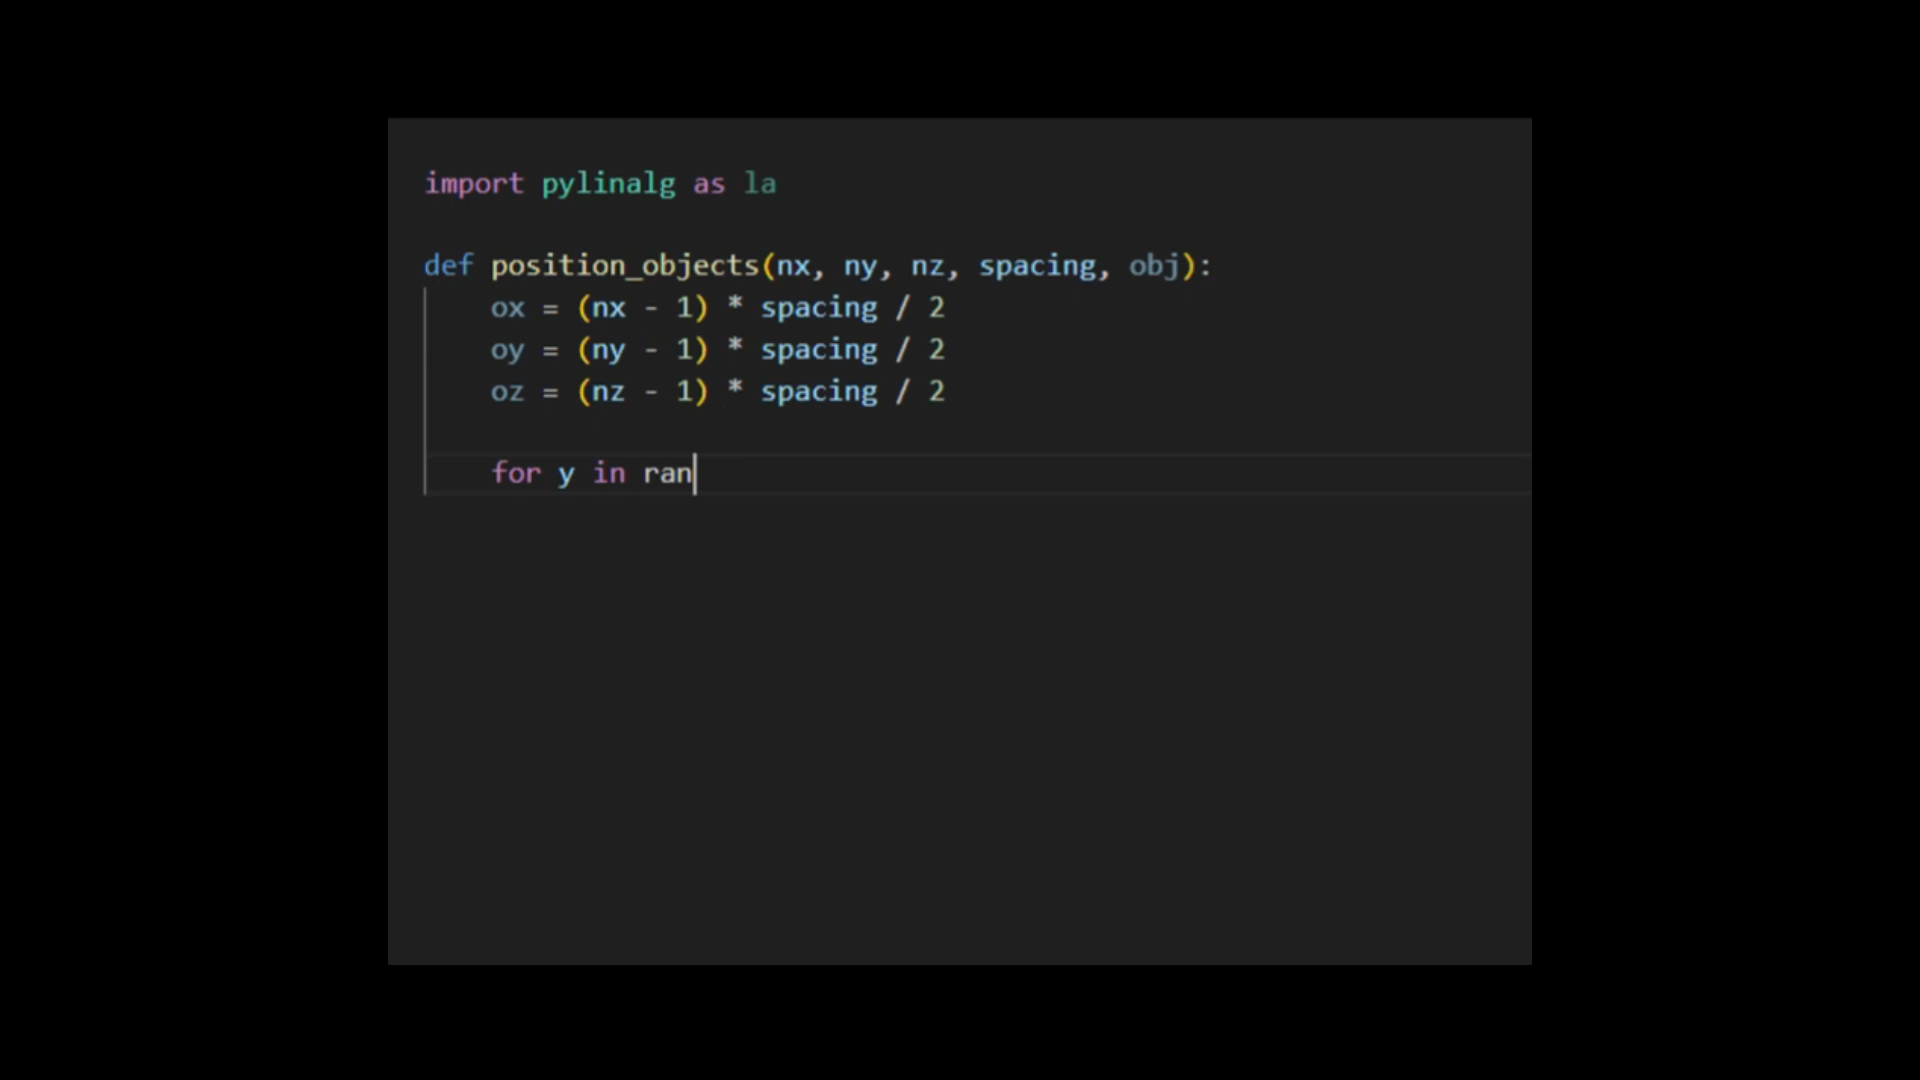 import pylinalg as la
def position_objects(nx, ny, nz, spacing, obj):
ox = (nx - 1) * spacing / 2
oy = (ny - 1) * spacing / 2
oz = (nz - 1) * spacing / 2
for y in ran